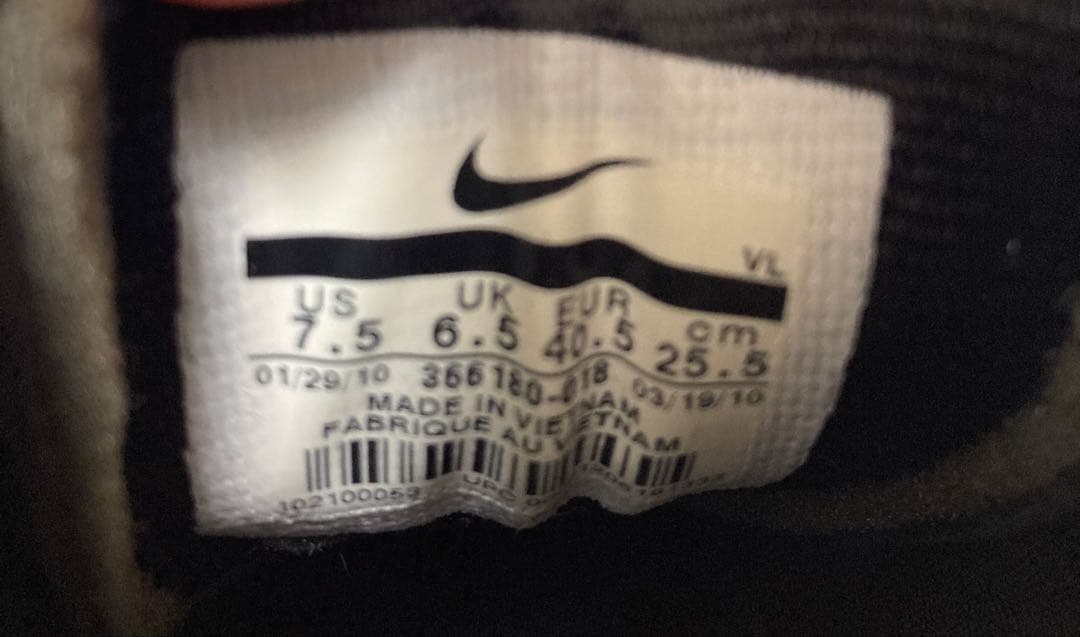 VL
US UK EUR cm
7.5 6.5 40.5 25.5
01/29/10 366180-018 03/19/10
MADE IN VIETNAM
FABRIQUE AU VIETNAM
UPC